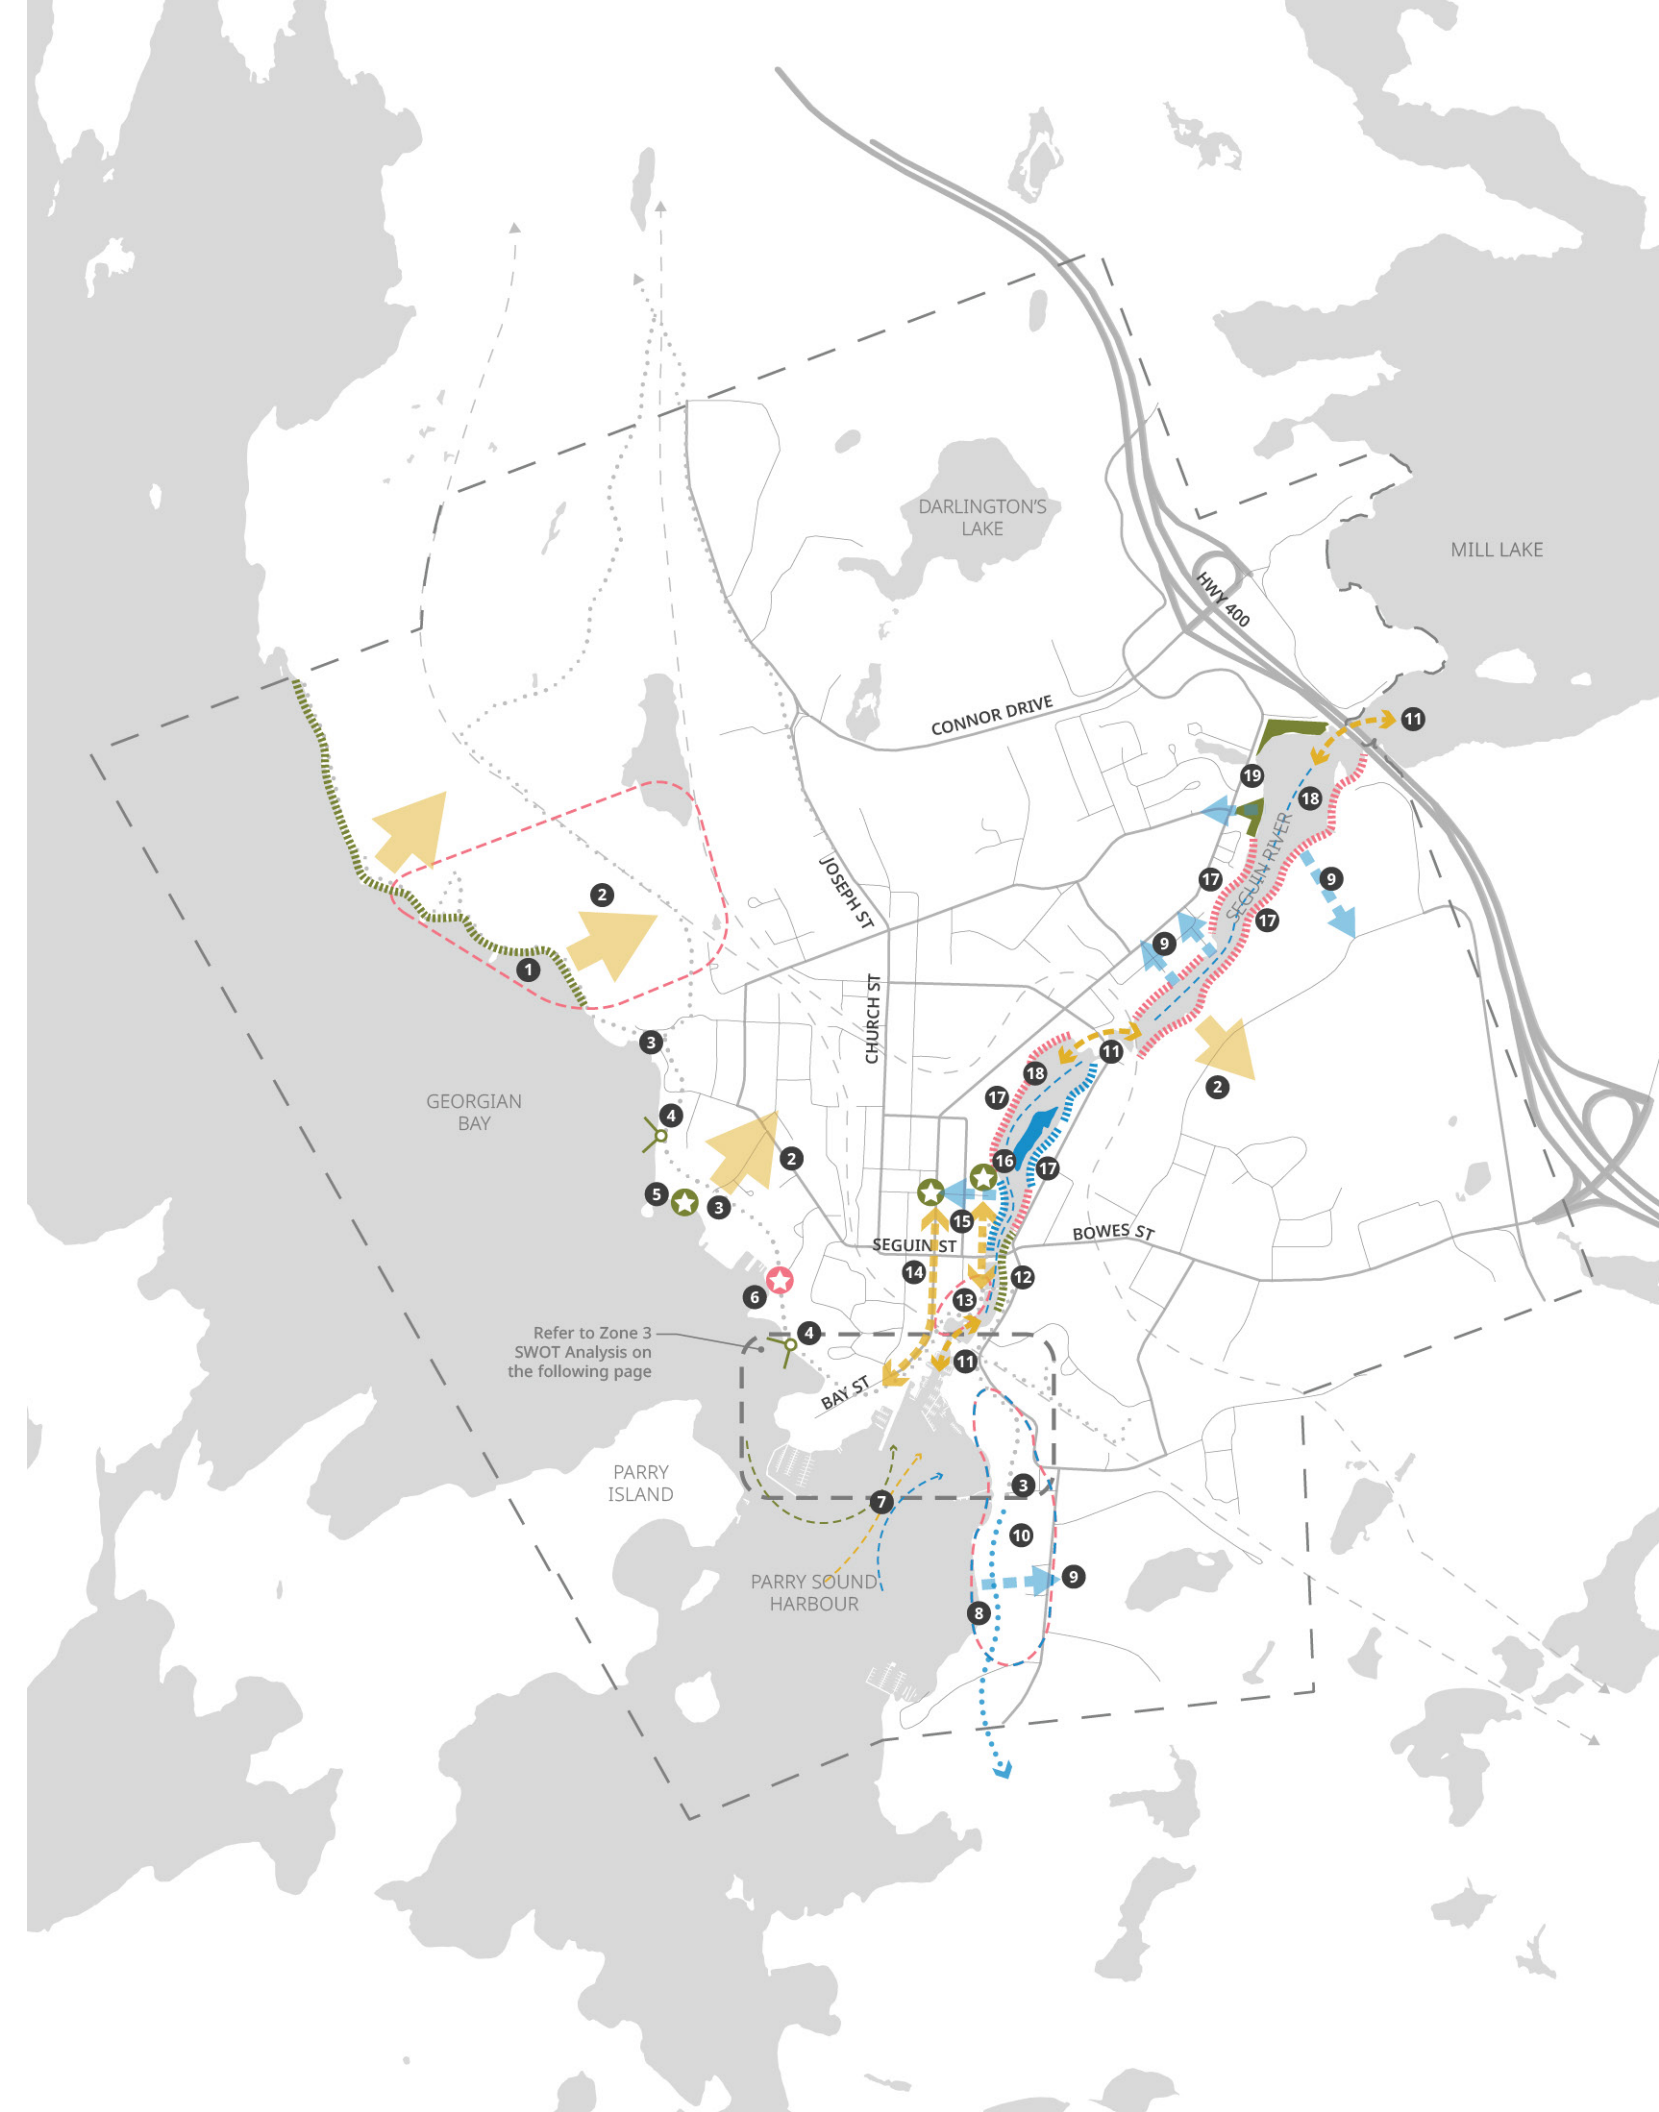 DARLINGTON'S
LAKE
MILL LAKE
HWY 400
CONNOR DRIVE
11
19
18
SEGUIN RIVER
JOSEPH ST
17
9
2
17
9
1
CHURCH ST
3
11
18
2
17
GEORGIAN
BAY
4
2
16
17
5
3
15
BOWES ST
SEGUIN ST
14
12
6
13
Refer to Zone 3
SWOT Analysis on
the following page
4
11
BAY ST
PARRY
ISLAND
3
7
10
PARRY SOUND
HARBOUR
9
8